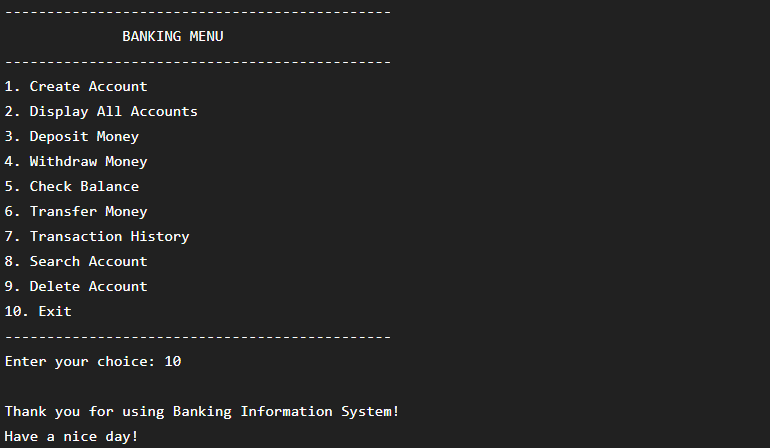 ----------------------------------------------
BANKING MENU
----------------------------------------------
1. Create Account
2. Display All Accounts
3. Deposit Money
4. Withdraw Money
5. Check Balance
6. Transfer Money
7. Transaction History
8. Search Account
9. Delete Account
10. Exit
----------------------------------------------
Enter your choice: 10
Thank you for using Banking Information System!
Have a nice day!